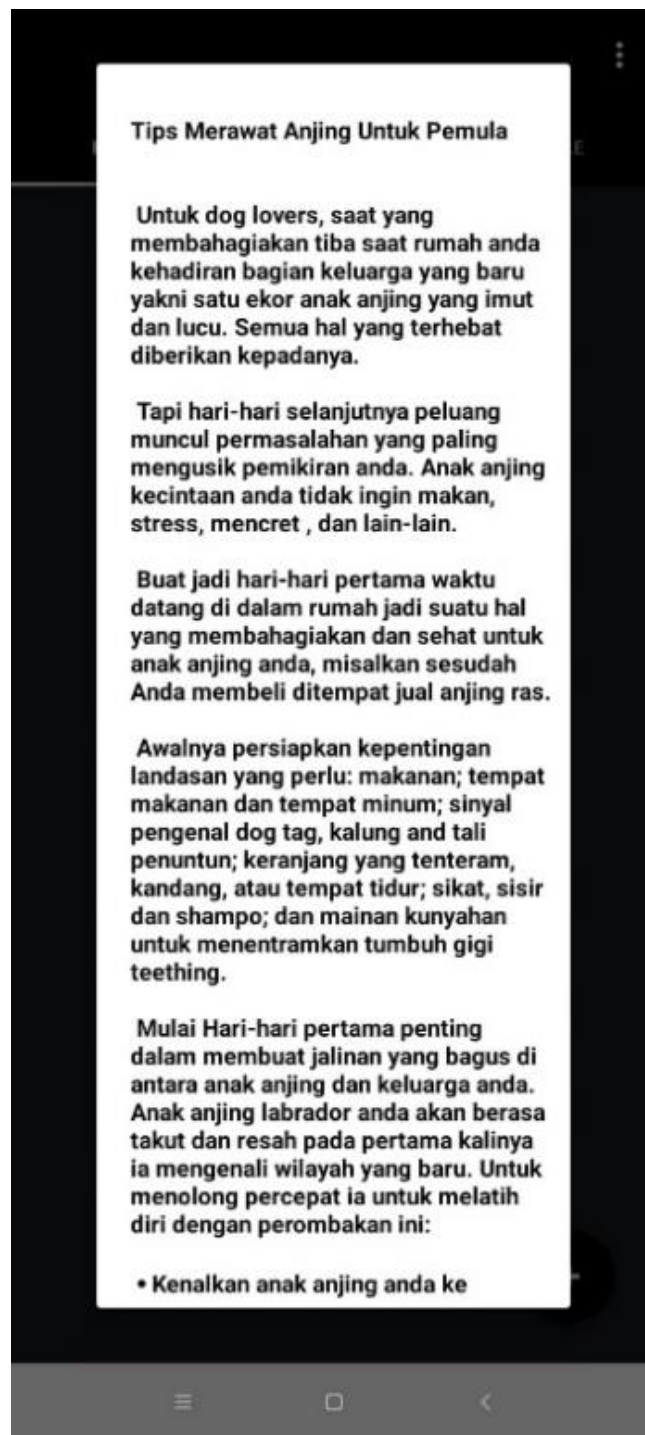 Tips Merawat Anjing Untuk Pemula
Untuk dog lovers, saat yang
membahagiakan tiba saat rumah anda
kehadiran bagian keluarga yang baru
yakni satu ekor anak anjing yang imut
dan lucu. Semua hal yang terhebat
diberikan kepadanya.
Tapi hari-hari selanjutnya peluang
muncul permasalahan yang paling
mengusik pemikiran anda. Anak anjing
kecintaan anda tidak ingin makan,
stress, mencret , dan lain-lain.
Buat jadi hari-hari pertama waktu
datang di dalam rumah jadi suatu hal
yang membahagiakan dan sehat untuk
anak anjing anda, misalkan sesudah
Anda membeli ditempat jual anjing ras.
Awalnya persiapkan kepentingan
landasan yang perlu: makanan; tempat
makanan dan tempat minum; sinyal
pengenal dog tag, kalung and tali
penuntun; keranjang yang tenteram,
kandang, atau tempat tidur; sikat, sisir
dan shampo; dan mainan kunyahan
untuk menentramkan tumbuh gigi
teething.
Mulai Hari-hari pertama penting
dalam membuat jalinan yang bagus di
antara anak anjing dan keluarga anda.
Anak anjing labrador anda akan berasa
takut dan resah pada pertama kalinya
ia mengenali wilayah yang baru. Untuk
menolong percepat ia untuk melatih
diri dengan perombakan ini:
• Kenalkan anak anjing anda ke